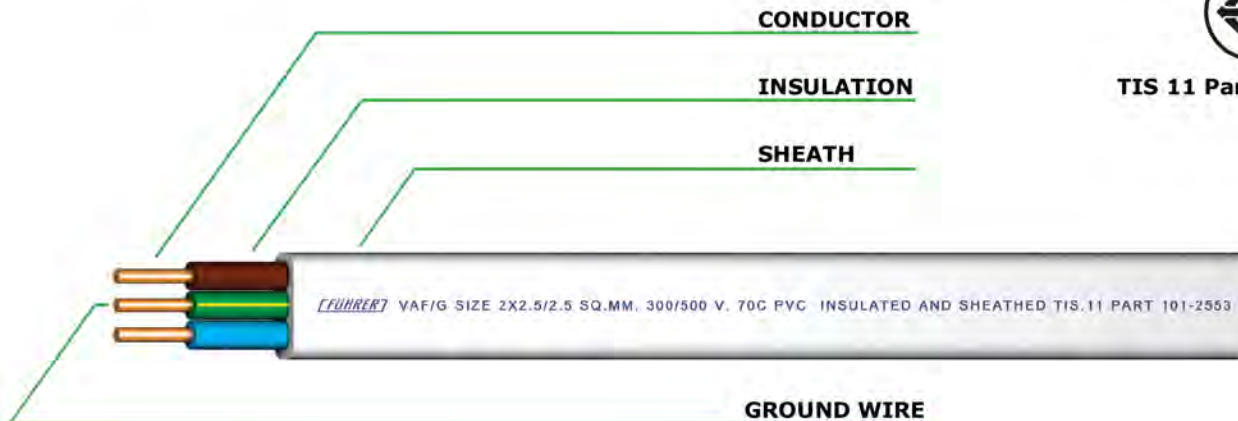 CONDUCTOR
INSULATION
TIS 11 Par
SHEATH
[FÜHRER] VAF/G SIZE 2X2.5/2.5 SQ.MM. 300/500 V. 70C PVC INSULATED AND SHEATHED TIS.11 PART 101-2553
GROUND WIRE